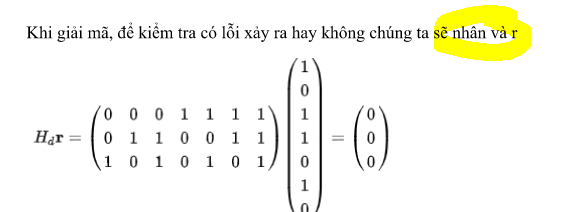 Khi giải mã, để kiểm tra có lỗi xảy ra hay không chúng ta sẽ nhân và r
H_d r = ( 0 0 0 1 1 1 1 ) ( 1 ) = ( 0 )
( 0 1 1 0 0 1 1 ) ( 0 ) ( 0 )
( 1 0 1 0 1 0 1 ) ( 1 ) ( 0 )
1
0
1
0